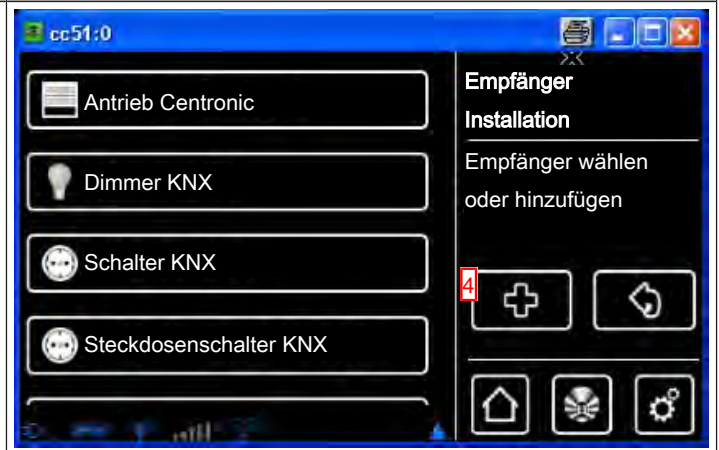 cc51:0
Antrieb Centronic
Dimmer KNX
Schalter KNX
Steckdosenschalter KNX
Empfänger
Installation
Empfänger wählen
oder hinzufügen
4